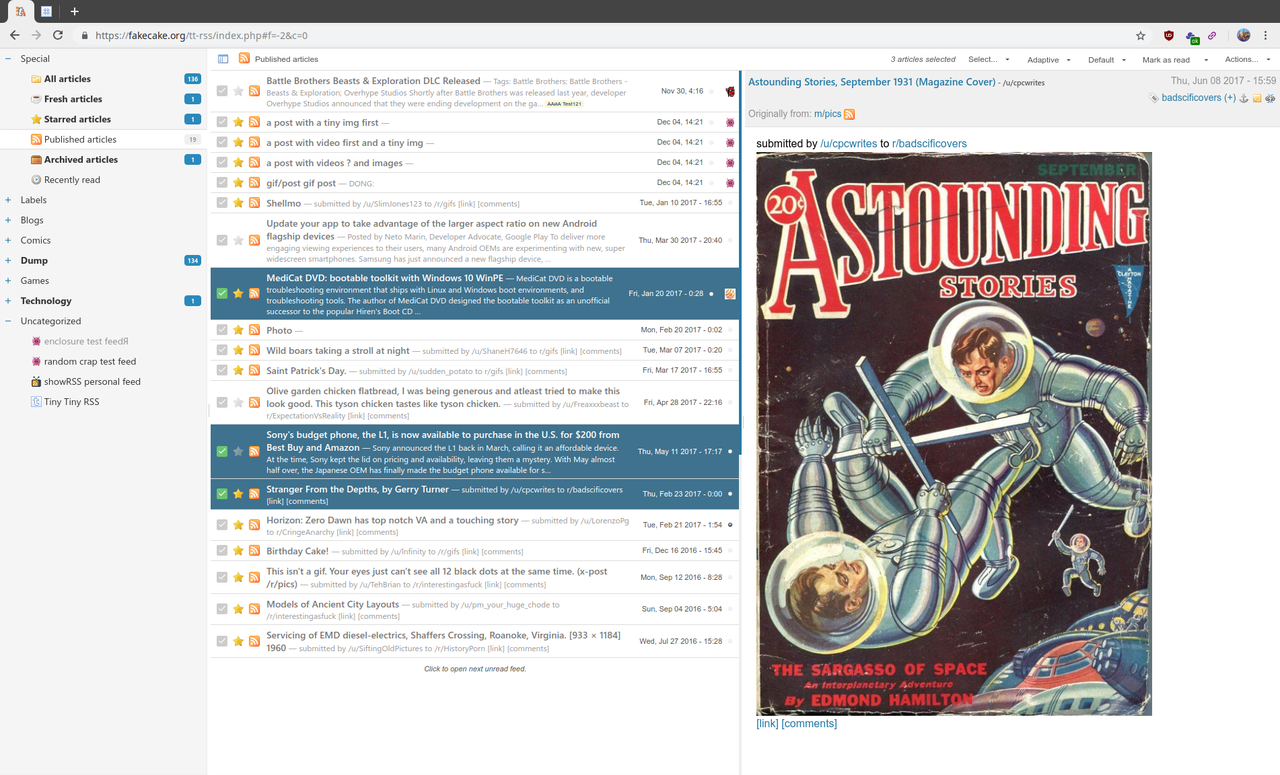 https://fakecake.org/tt-rss/index.php#f=-2&c=0
ok
Special
All articles 136
Fresh articles 1
Starred articles 1
Published articles 19
Archived articles 1
Recently read
Labels
Blogs
Comics
Dump 134
Games
Technology 1
Uncategorized
enclosure test feedЯ
random crap test feed
showRSS personal feed
Tiny Tiny RSS
Published articles
3 articles selected Select... Adaptive Default Mark as read Actions...
Battle Brothers Beasts & Exploration DLC Released — Tags: Battle Brothers; Battle Brothers -
Beasts & Exploration; Overhype Studios Shortly after Battle Brothers was released last year, developer
Overhype Studios announced that they were ending development on the ga... AAAA Test121
Nov 30, 4:16
a post with a tiny img first —
Dec 04, 14:21
a post with video first and a tiny img —
Dec 04, 14:21
a post with videos ? and images —
Dec 04, 14:21
gif/post gif post — DONG:
Dec 04, 14:21
Shellmo — submitted by /u/SlimJones123 to r/gifs [link] [comments]
Tue, Jan 10 2017 - 16:55
Update your app to take advantage of the larger aspect ratio on new Android
flagship devices — Posted by Neto Marin, Developer Advocate, Google Play To deliver more
engaging viewing experiences to their users, many Android OEMs are experimenting with new, super
widescreen smartphones. Samsung has just announced a new flagship device, ...
Thu, Mar 30 2017 - 20:40
MediCat DVD: bootable toolkit with Windows 10 WinPE — MediCat DVD is a bootable
troubleshooting environment that ships with Linux and Windows boot environments, and
troubleshooting tools. The author of MediCat DVD designed the bootable toolkit as an unofficial
successor to the popular Hiren's Boot CD ...
Fri, Jan 20 2017 - 0:28
Photo —
Mon, Feb 20 2017 - 0:02
Wild boars taking a stroll at night — submitted by /u/ShaneH7646 to r/gifs [link] [comments]
Tue, Mar 07 2017 - 0:20
Saint Patrick's Day. — submitted by /u/sudden_potato to r/gifs [link] [comments]
Fri, Mar 17 2017 - 16:55
Olive garden chicken flatbread, I was being generous and atleast tried to make this
look good. This tyson chicken tastes like tyson chicken. — submitted by /u/Freaxxxbeast to
r/ExpectationVsReality [link] [comments]
Fri, Apr 28 2017 - 22:16
Sony's budget phone, the L1, is now available to purchase in the U.S. for $200 from
Best Buy and Amazon — Sony announced the L1 back in March, calling it an affordable device.
At the time, Sony kept the lid on pricing and availability, leaving them a mystery. With May almost
half over, the Japanese OEM has finally made the budget phone available for s...
Thu, May 11 2017 - 17:17
Stranger From the Depths, by Gerry Turner — submitted by /u/cpcwrites to r/badscificovers
[link] [comments]
Thu, Feb 23 2017 - 0:00
Horizon: Zero Dawn has top notch VA and a touching story — submitted by /u/LorenzoPg
to r/CringeAnarchy [link] [comments]
Tue, Feb 21 2017 - 1:54
Birthday Cake! — submitted by /u/Infinity to r/gifs [link] [comments]
Fri, Dec 16 2016 - 15:45
This isn't a gif. Your eyes just can't see all 12 black dots at the same time. (x-post
/r/pics) — submitted by /u/TehBrian to r/interestingasfuck [link] [comments]
Mon, Sep 12 2016 - 8:28
Models of Ancient City Layouts — submitted by /u/pm_your_huge_chode to
/r/interestingasfuck [link] [comments]
Sun, Sep 04 2016 - 5:04
Servicing of EMD diesel-electrics, Shaffers Crossing, Roanoke, Virginia. [933 × 1184]
1960 — submitted by /u/SiftingOldPictures to /r/HistoryPorn [link] [comments]
Wed, Jul 27 2016 - 15:28
Click to open next unread feed.
Astounding Stories, September 1931 (Magazine Cover) - /u/cpcwrites
Thu, Jun 08 2017 - 15:59
badscificovers (+)
Originally from: m/pics
submitted by /u/cpcwrites to r/badscificovers
SEPTEMBER
20¢
ASTOUNDING
STORIES
A
CLAYTON
MAGAZINE
THE SARGASSO OF SPACE
An Interplanetary Adventure
By EDMOND HAMILTON
[link] [comments]